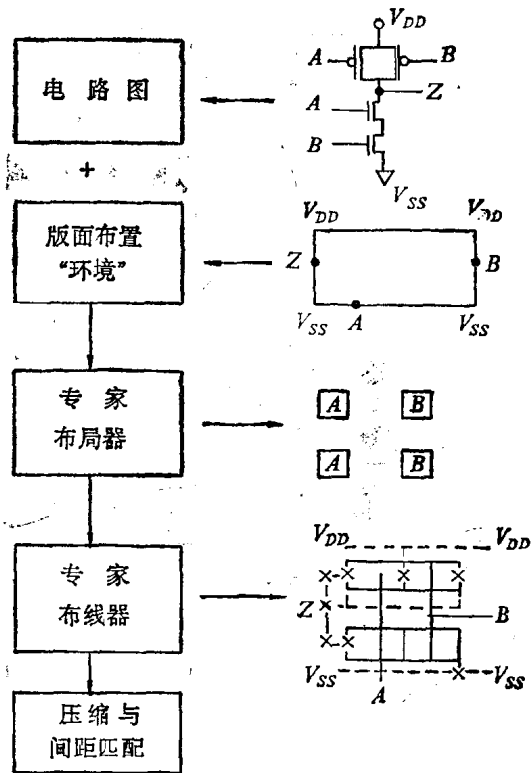 V_DD
A B
电路图
Z
A
B
+
V_SS
V_DD V_DD
版面布置
“环境”
Z B
V_SS A V_SS
专家
布局器
A B
A B
V_DD V_DD
专家
布线器
Z B
V_SS V_SS
A
压缩与
间距匹配